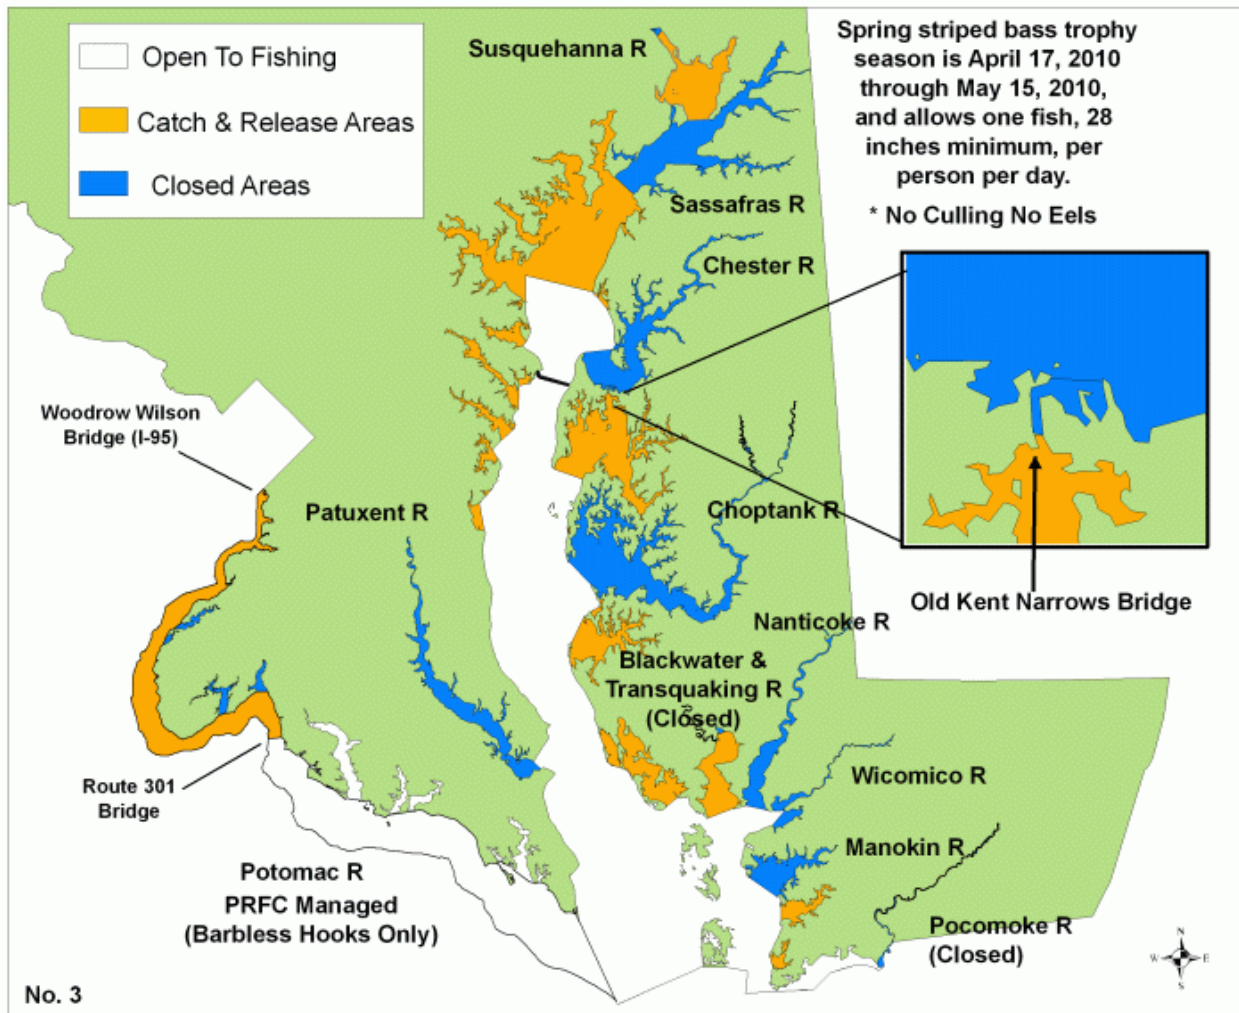 Open To Fishing
Catch & Release Areas
Closed Areas
Susquehanna R
Spring striped bass trophy
season is April 17, 2010
through May 15, 2010,
and allows one fish, 28
inches minimum, per
person per day.
* No Culling No Eels
Sassafras R
Chester R
Woodrow Wilson
Bridge (I-95)
Patuxent R
Choptank R
Old Kent Narrows Bridge
Nanticoke R
Blackwater &
Transquaking R
(Closed)
Wicomico R
Route 301
Bridge
Manokin R
Potomac R
PRFC Managed
(Barbless Hooks Only)
Pocomoke R
(Closed)
N
W
E
S
No. 3